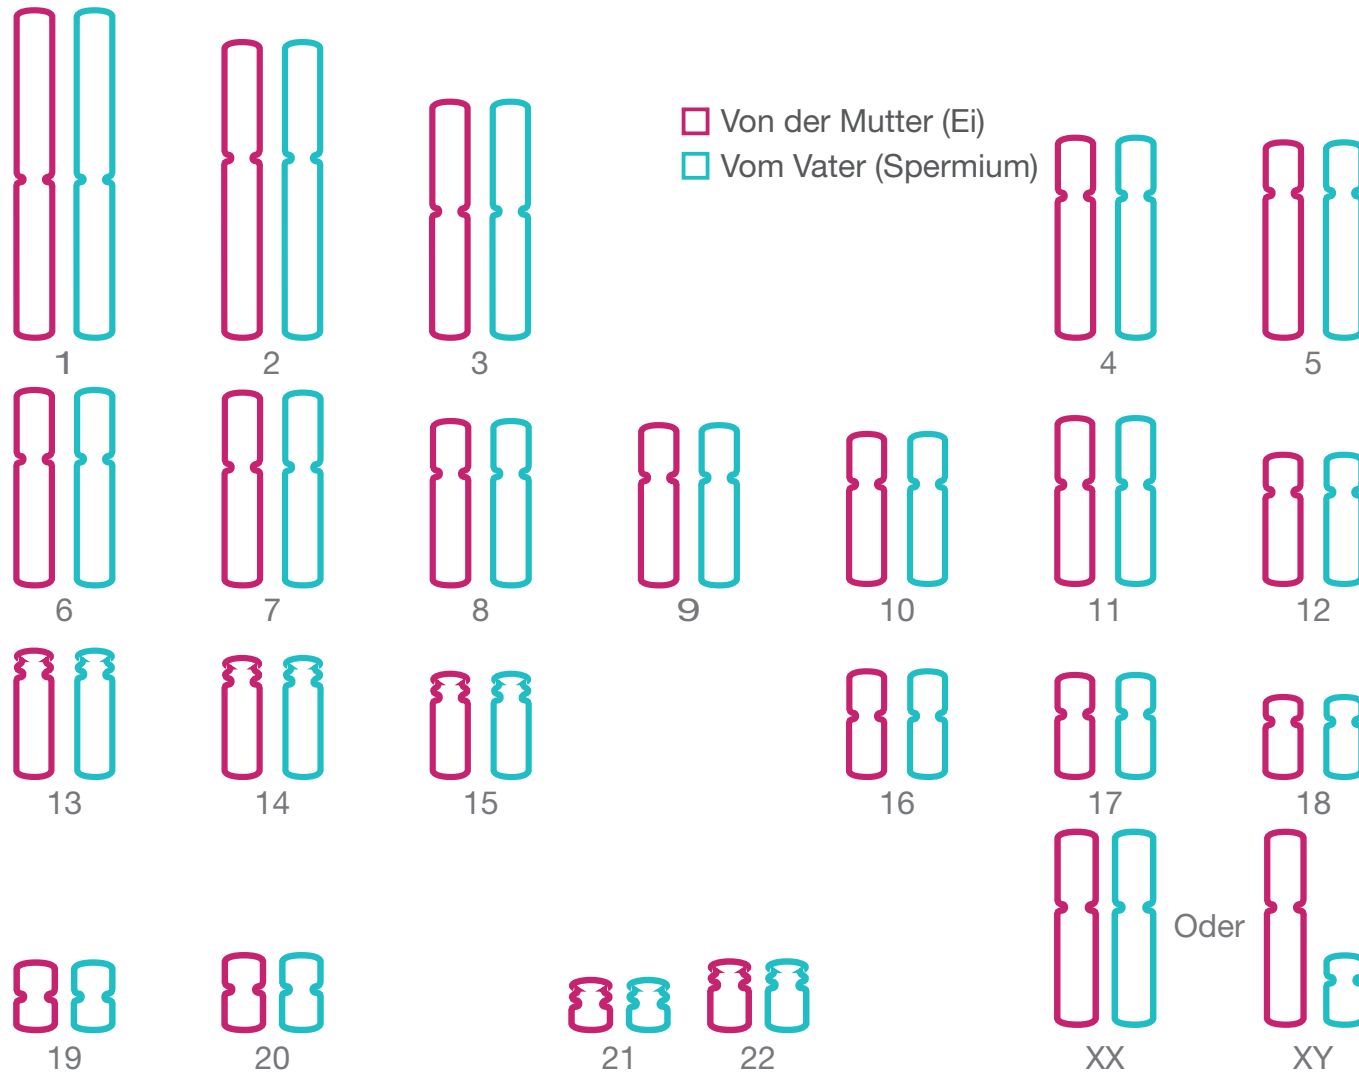 Von der Mutter (Ei)
Vom Vater (Spermium)
1 2 3 4 5
6 7 8 9 10 11 12
13 14 15 16 17 18
Oder
19 20 21 22 XX XY